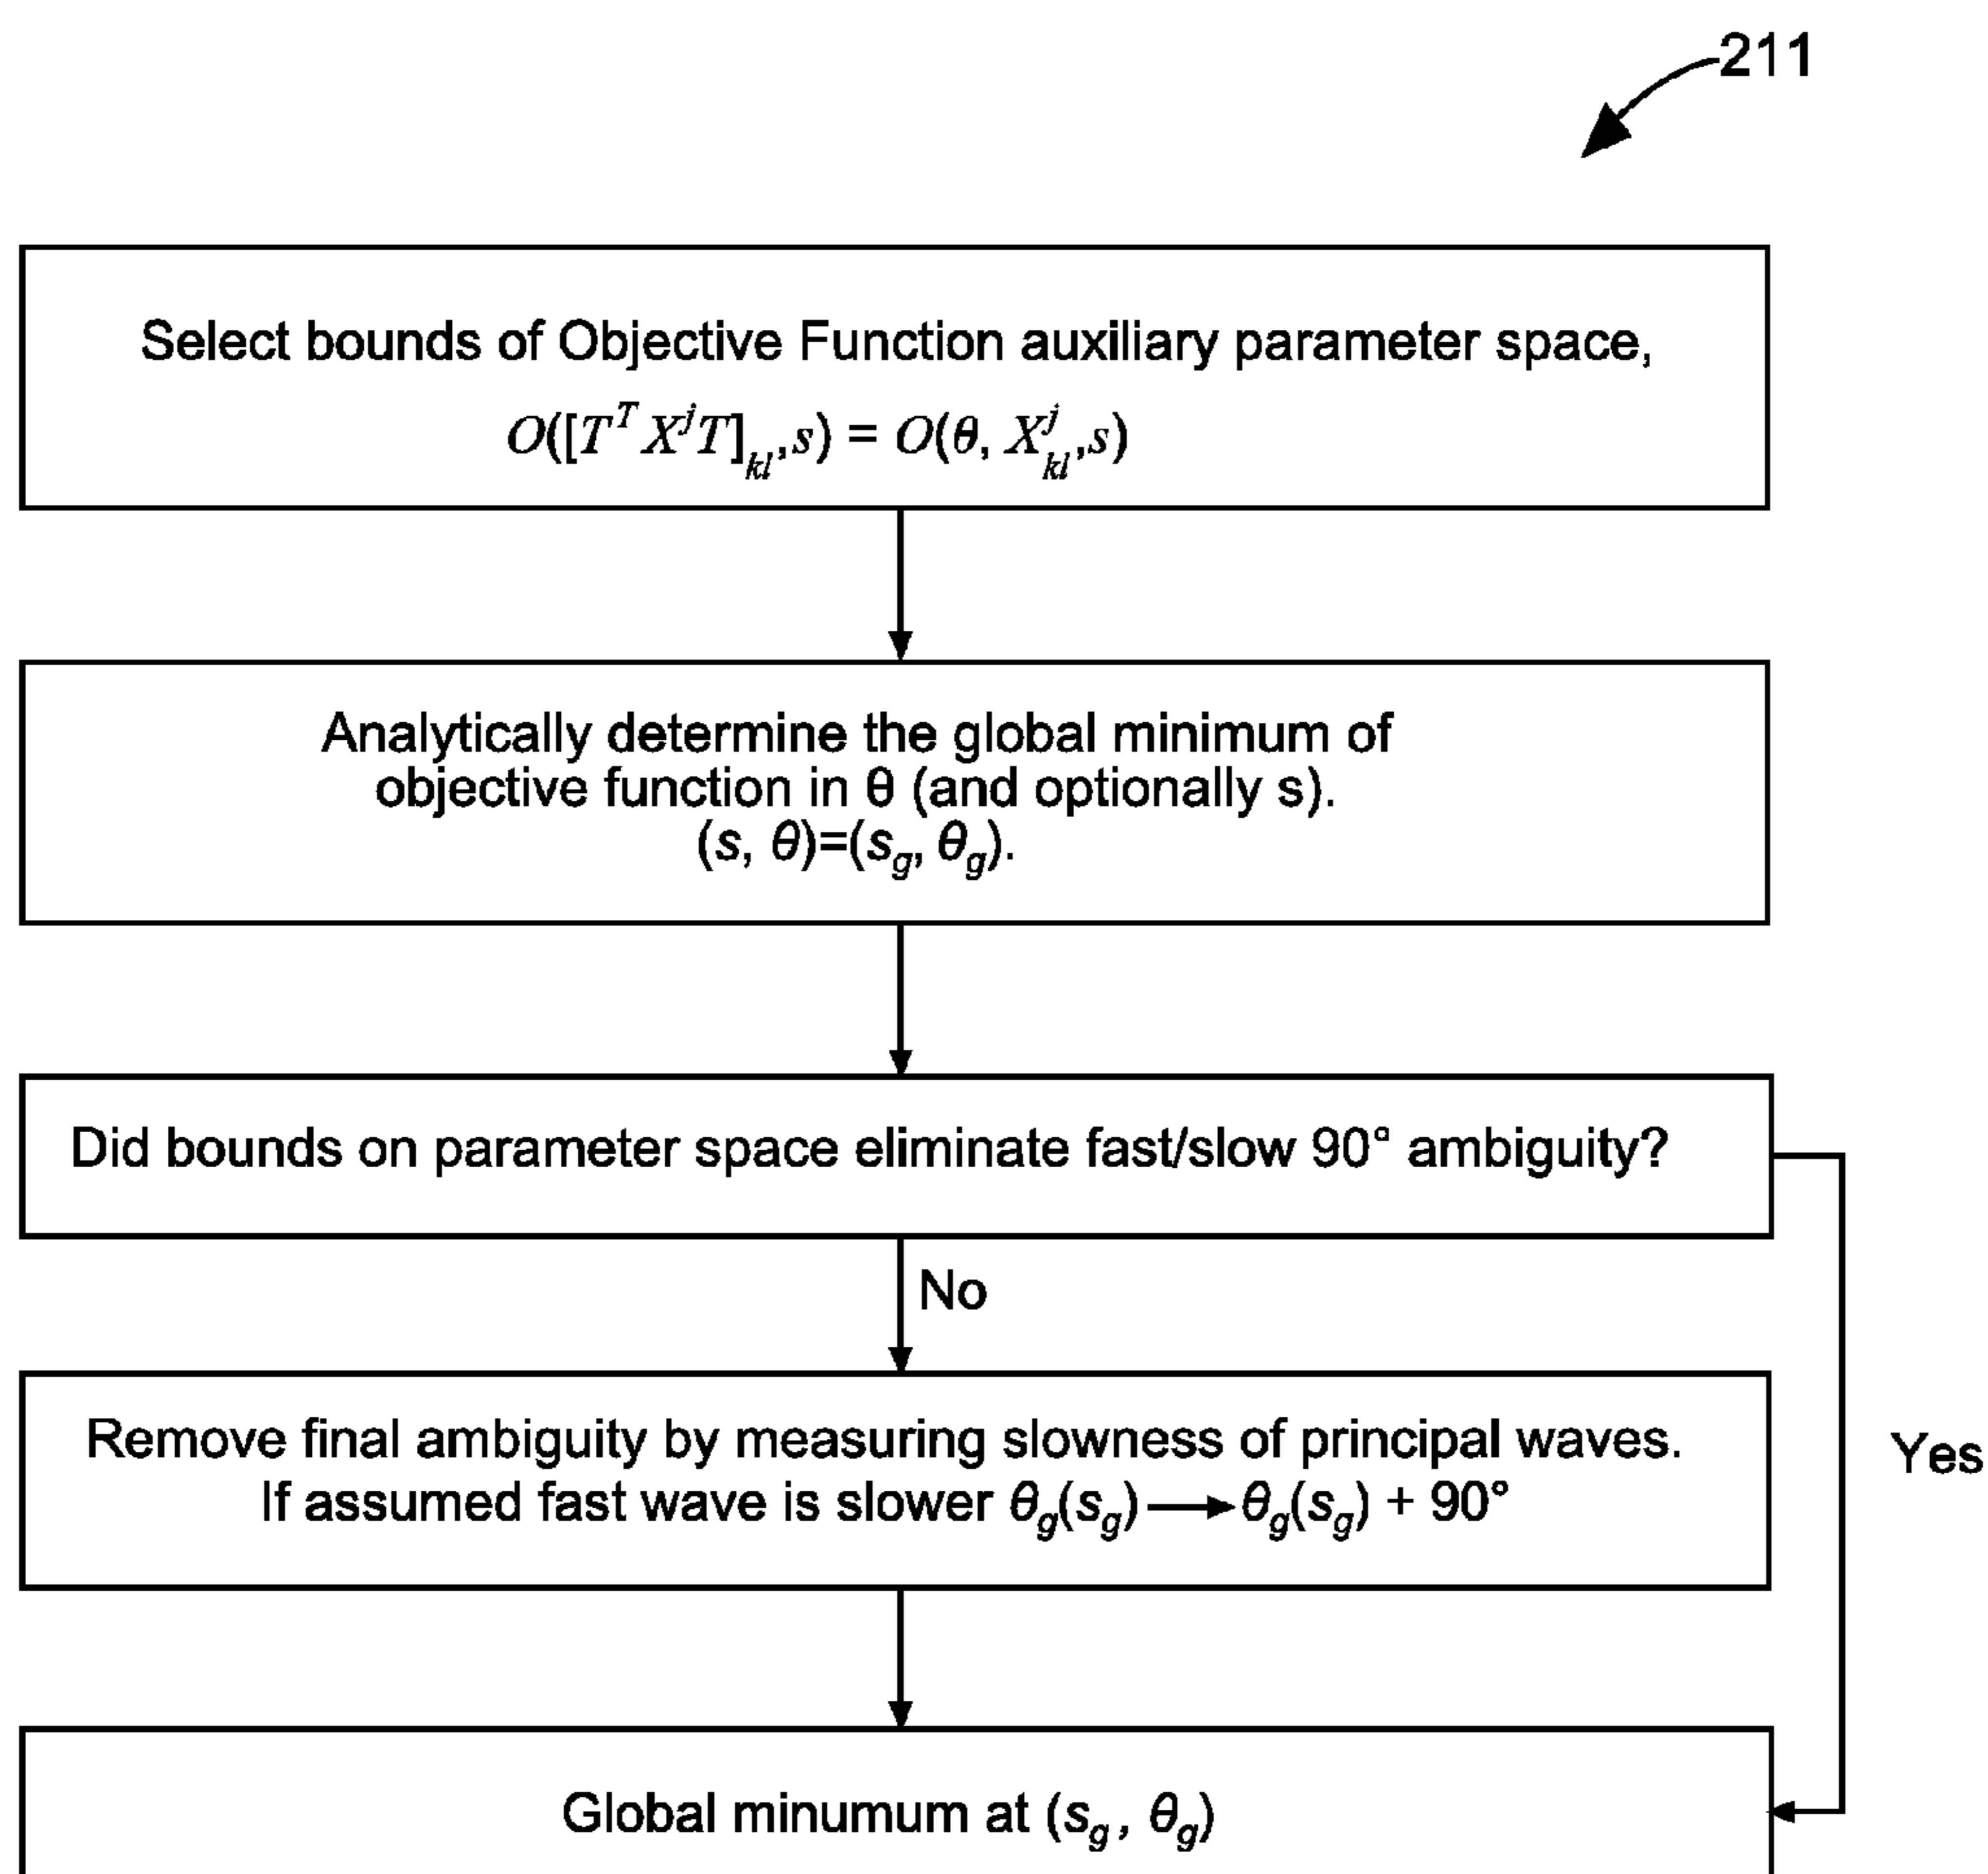 211
Select bounds of Objective Function auxiliary parameter space,
O([T^T X^j T]_kl, s) = O(θ, X^j_kl, s)
Analytically determine the global minimum of
objective function in θ (and optionally s).
(s, θ)=(s_g, θ_g).
Did bounds on parameter space eliminate fast/slow 90° ambiguity?
No
Remove final ambiguity by measuring slowness of principal waves.
If assumed fast wave is slower θ_g(s_g) → θ_g(s_g) + 90°
Yes
Global minumum at (s_g, θ_g)